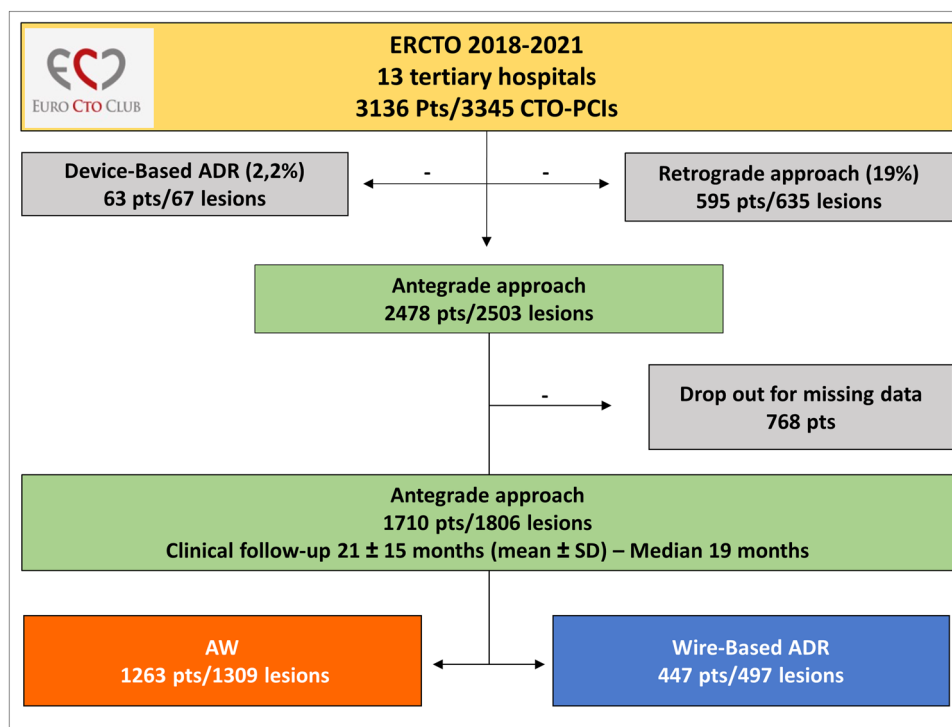 ERCTO 2018-2021
13 tertiary hospitals
3136 Pts/3345 CTO-PCIs
EURO CTO CLUB
Device-Based ADR (2,2%)
63 pts/67 lesions
-
-
Retrograde approach (19%)
595 pts/635 lesions
Antegrade approach
2478 pts/2503 lesions
-
Drop out for missing data
768 pts
Antegrade approach
1710 pts/1806 lesions
Clinical follow-up 21 ± 15 months (mean ± SD) – Median 19 months
AW
1263 pts/1309 lesions
Wire-Based ADR
447 pts/497 lesions